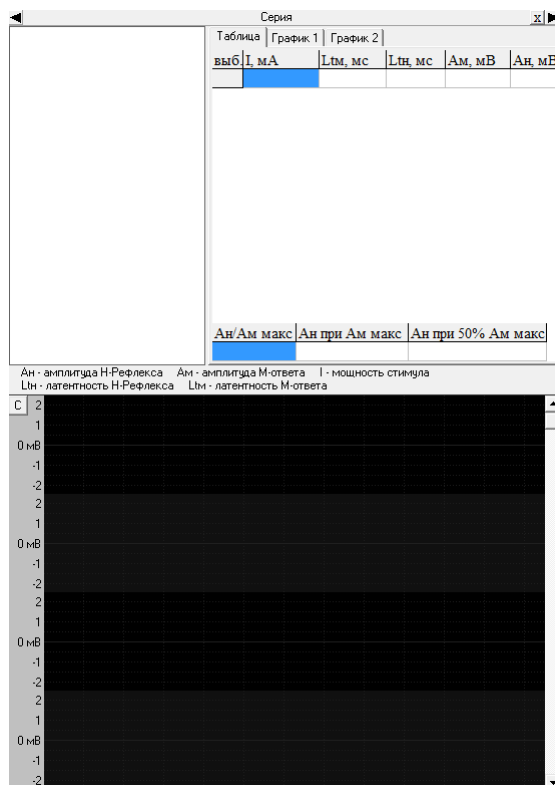 Серия x
Таблица График 1 График 2
выб. I, мА Ltм, мс Ltн, мс Ам, мВ Ан, мВ
Ан/Ам макс Ан при Ам макс Ан при 50% Ам макс
Ан - амплитуда Н-Рефлекса Ам - амплитуда М-ответа I - мощность стимула
Ltн - латентность Н-Рефлекса Ltм - латентность М-ответа
С 2
1
0 мВ
-1
-2
2
1
0 мВ
-1
-2
2
1
0 мВ
-1
-2
2
1
0 мВ
-1
-2